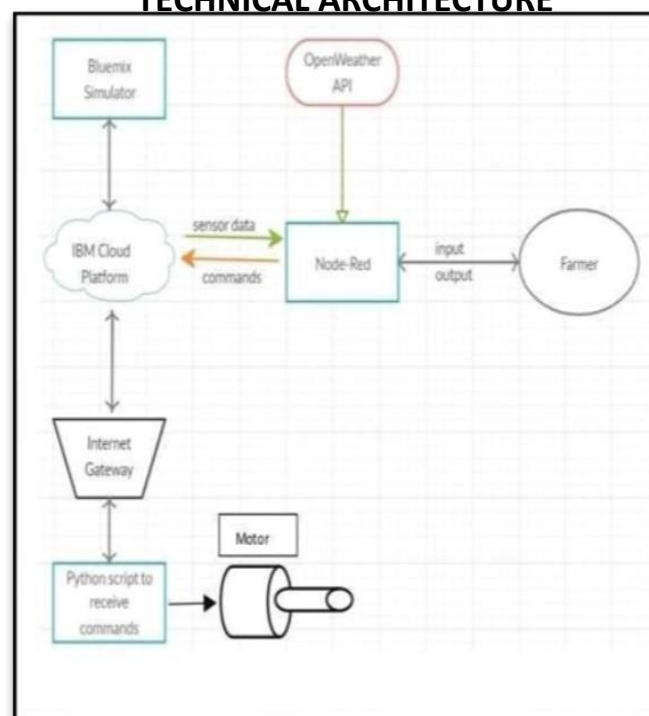 TECHNICAL ARCHITECTURE
Bluemix
Simulator
OpenWeather
API
sensor data
IBM Cloud
Platform
commands
Node-Red
input
output
Farmer
Internet
Gateway
Motor
Python script to
receive
commands